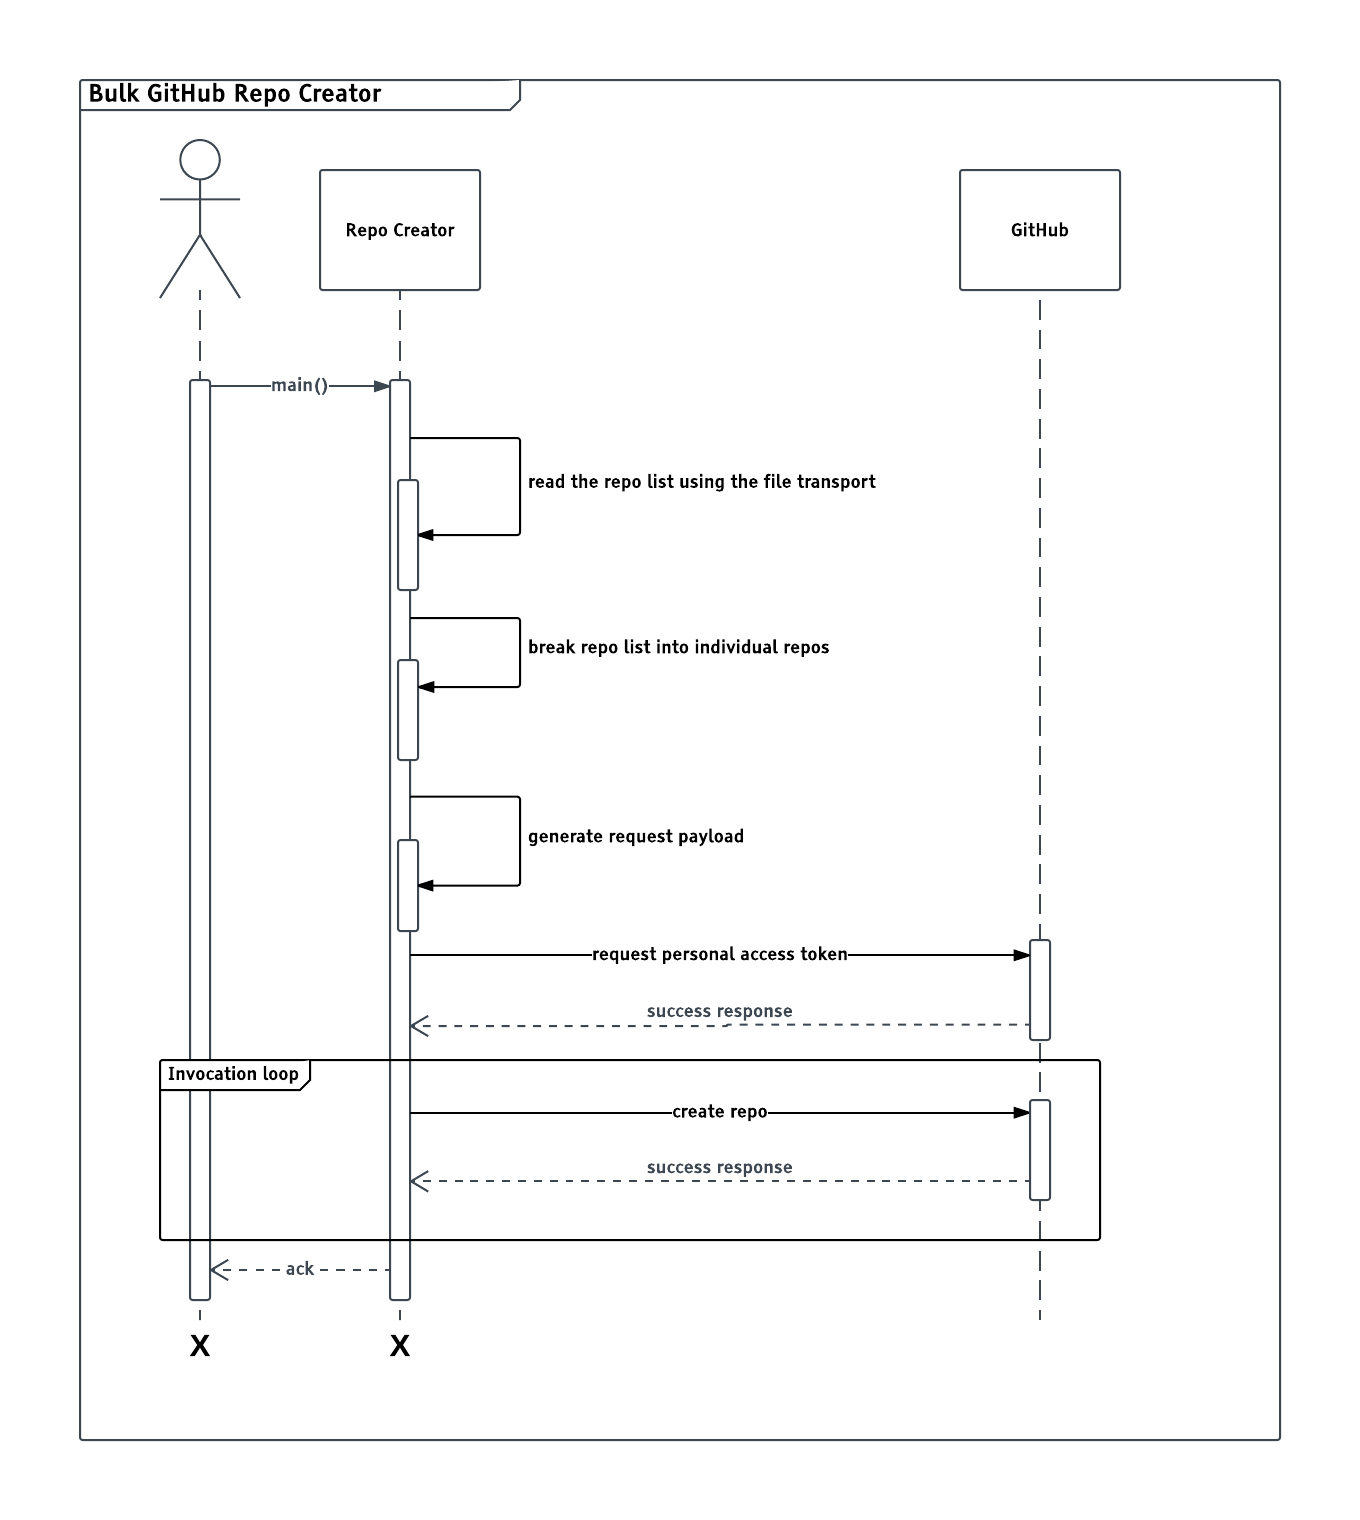 Bulk GitHub Repo Creator
Repo Creator
GitHub
main()
read the repo list using the file transport
break repo list into individual repos
generate request payload
request personal access token
success response
Invocation loop
create repo
success response
ack
X X